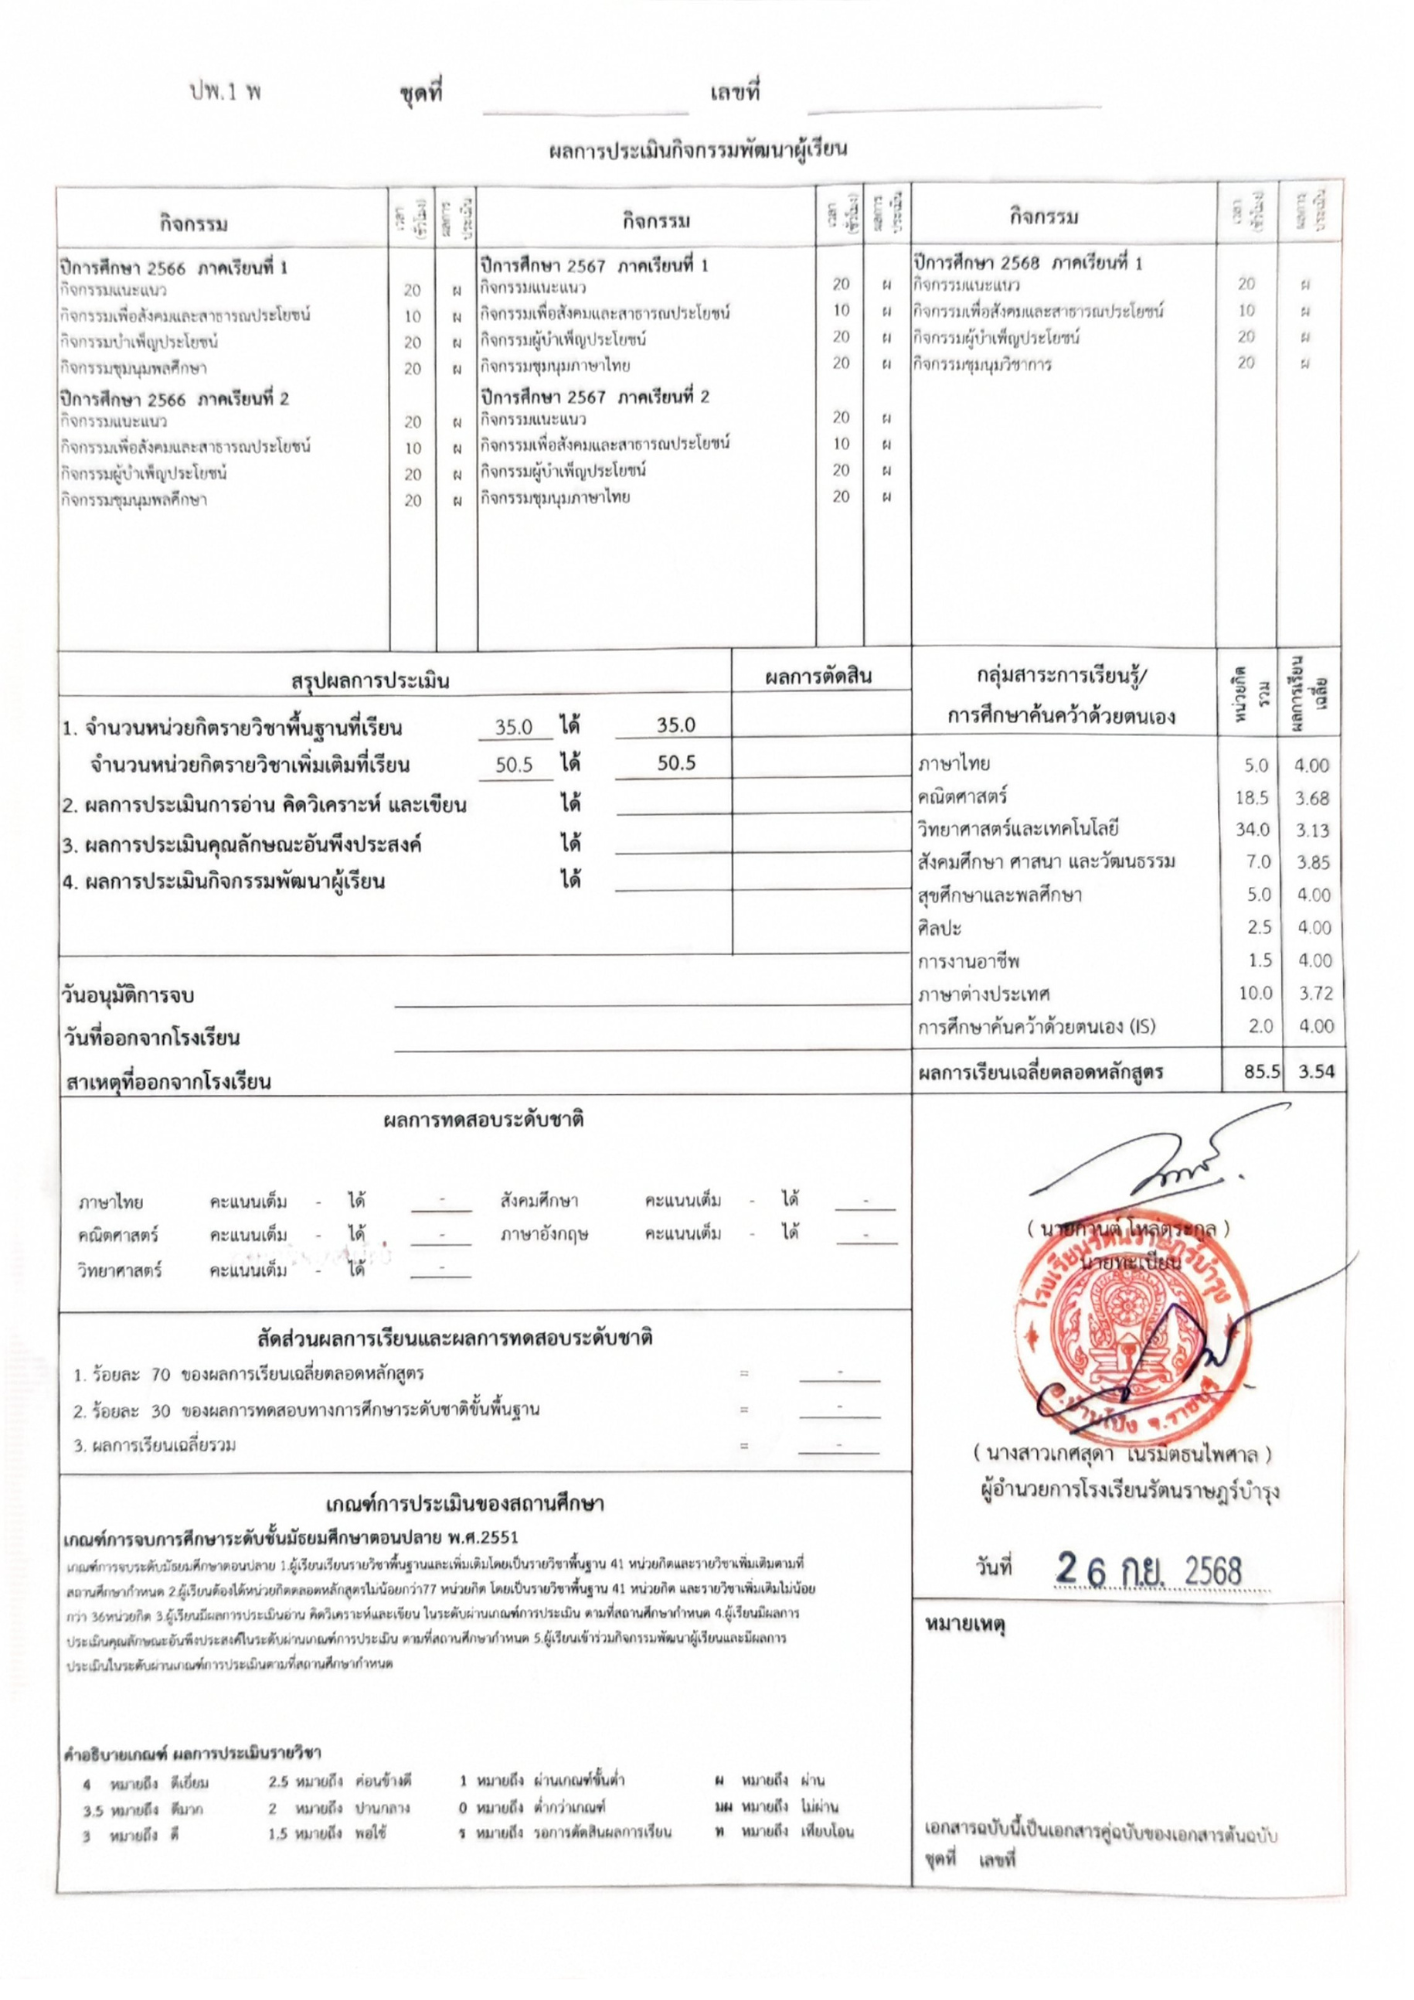 ปพ.1 พ ชุดที่ เลขที่
ผลการประเมินกิจกรรมพัฒนาผู้เรียน
กิจกรรม เวลา (ชั่วโมง) ผลการประเมิน กิจกรรม เวลา (ชั่วโมง) ผลการประเมิน กิจกรรม เวลา (ชั่วโมง) ผลการประเมิน
ปีการศึกษา 2566 ภาคเรียนที่ 1
กิจกรรมแนะแนว 20 ผ
กิจกรรมเพื่อสังคมและสาธารณประโยชน์ 10 ผ
กิจกรรมบำเพ็ญประโยชน์ 20 ผ
กิจกรรมชุมนุมพลศึกษา 20 ผ
ปีการศึกษา 2566 ภาคเรียนที่ 2
กิจกรรมแนะแนว 20 ผ
กิจกรรมเพื่อสังคมและสาธารณประโยชน์ 10 ผ
กิจกรรมผู้บำเพ็ญประโยชน์ 20 ผ
กิจกรรมชุมนุมพลศึกษา 20 ผ
ปีการศึกษา 2567 ภาคเรียนที่ 1
กิจกรรมแนะแนว 20 ผ
กิจกรรมเพื่อสังคมและสาธารณประโยชน์ 10 ผ
กิจกรรมผู้บำเพ็ญประโยชน์ 20 ผ
กิจกรรมชุมนุมภาษาไทย 20 ผ
ปีการศึกษา 2567 ภาคเรียนที่ 2
กิจกรรมแนะแนว 20 ผ
กิจกรรมเพื่อสังคมและสาธารณประโยชน์ 10 ผ
กิจกรรมผู้บำเพ็ญประโยชน์ 20 ผ
กิจกรรมชุมนุมภาษาไทย 20 ผ
ปีการศึกษา 2568 ภาคเรียนที่ 1
กิจกรรมแนะแนว 20 ผ
กิจกรรมเพื่อสังคมและสาธารณประโยชน์ 10 ผ
กิจกรรมผู้บำเพ็ญประโยชน์ 20 ผ
กิจกรรมชุมนุมวิชาการ 20 ผ
สรุปผลการประเมิน ผลการตัดสิน
1. จำนวนหน่วยกิตรายวิชาพื้นฐานที่เรียน 35.0 ได้ 35.0
จำนวนหน่วยกิตรายวิชาเพิ่มเติมที่เรียน 50.5 ได้ 50.5
2. ผลการประเมินการอ่าน คิดวิเคราะห์ และเขียน ได้
3. ผลการประเมินคุณลักษณะอันพึงประสงค์ ได้
4. ผลการประเมินกิจกรรมพัฒนาผู้เรียน ได้
วันอนุมัติการจบ
วันที่ออกจากโรงเรียน
สาเหตุที่ออกจากโรงเรียน
กลุ่มสาระการเรียนรู้/
การศึกษาค้นคว้าด้วยตนเอง หน่วยกิตรวม ผลการเรียนเฉลี่ย
ภาษาไทย 5.0 4.00
คณิตศาสตร์ 18.5 3.68
วิทยาศาสตร์และเทคโนโลยี 34.0 3.13
สังคมศึกษา ศาสนา และวัฒนธรรม 7.0 3.85
สุขศึกษาและพลศึกษา 5.0 4.00
ศิลปะ 2.5 4.00
การงานอาชีพ 1.5 4.00
ภาษาต่างประเทศ 10.0 3.72
การศึกษาค้นคว้าด้วยตนเอง (IS) 2.0 4.00
ผลการเรียนเฉลี่ยตลอดหลักสูตร 85.5 3.54
ผลการทดสอบระดับชาติ
ภาษาไทย คะแนนเต็ม - ได้ - สังคมศึกษา คะแนนเต็ม - ได้ -
คณิตศาสตร์ คะแนนเต็ม - ได้ - ภาษาอังกฤษ คะแนนเต็ม - ได้ -
วิทยาศาสตร์ คะแนนเต็ม - ได้ -
สัดส่วนผลการเรียนและผลการทดสอบระดับชาติ
1. ร้อยละ 70 ของผลการเรียนเฉลี่ยตลอดหลักสูตร = -
2. ร้อยละ 30 ของผลการทดสอบทางการศึกษาระดับชาติขั้นพื้นฐาน = -
3. ผลการเรียนเฉลี่ยรวม = -
เกณฑ์การประเมินของสถานศึกษา
เกณฑ์การจบการศึกษาระดับชั้นมัธยมศึกษาตอนปลาย พ.ศ.2551
เกณฑ์การจบระดับมัธยมศึกษาตอนปลาย 1.ผู้เรียนเรียนรายวิชาพื้นฐานและเพิ่มเติมโดยเป็นรายวิชาพื้นฐาน 41 หน่วยกิตและรายวิชาเพิ่มเติมตามที่
สถานศึกษากำหนด 2.ผู้เรียนต้องได้หน่วยกิตตลอดหลักสูตรไม่น้อยกว่า77 หน่วยกิต โดยเป็นรายวิชาพื้นฐาน 41 หน่วยกิต และรายวิชาเพิ่มเติมไม่น้อย
กว่า 36หน่วยกิต 3.ผู้เรียนมีผลการประเมินอ่าน คิดวิเคราะห์และเขียน ในระดับผ่านเกณฑ์การประเมิน ตามที่สถานศึกษากำหนด 4.ผู้เรียนมีผลการ
ประเมินคุณลักษณะอันพึงประสงค์ในระดับผ่านเกณฑ์การประเมิน ตามที่สถานศึกษากำหนด 5.ผู้เรียนเข้าร่วมกิจกรรมพัฒนาผู้เรียนและมีผลการ
ประเมินในระดับผ่านเกณฑ์การประเมินตามที่สถานศึกษากำหนด
คำอธิบายเกณฑ์ ผลการประเมินรายวิชา
4 หมายถึง ดีเยี่ยม 2.5 หมายถึง ค่อนข้างดี 1 หมายถึง ผ่านเกณฑ์ขั้นต่ำ ผ หมายถึง ผ่าน
3.5 หมายถึง ดีมาก 2 หมายถึง ปานกลาง 0 หมายถึง ต่ำกว่าเกณฑ์ มผ หมายถึง ไม่ผ่าน
3 หมายถึง ดี 1.5 หมายถึง พอใช้ ร หมายถึง รอการตัดสินผลการเรียน ท หมายถึง เทียบโอน
( นายกวนต์ โหล่ตระกูล )
นายทะเบียน
โรงเรียนรัตนราษฎร์บำรุง
อ.บ้านโป่ง จ.ราชบุรี
( นางสาวเกศสุดา เนรมิตธนไพศาล )
ผู้อำนวยการโรงเรียนรัตนราษฎร์บำรุง
วันที่ 26 ก.ย. 2568
หมายเหตุ
เอกสารฉบับนี้เป็นเอกสารคู่ฉบับของเอกสารต้นฉบับ
ชุดที่ เลขที่